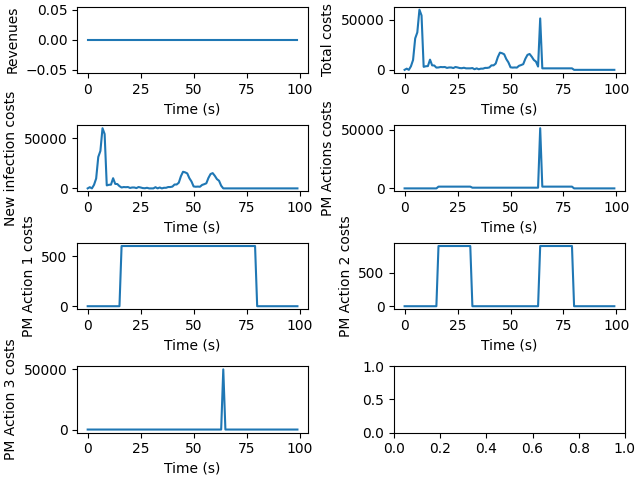 Revenues
0.05
0.00
−0.05
0 25 50 75 100
Time (s)
Total costs
50000
0
0 25 50 75 100
Time (s)
New infection costs
50000
0
0 25 50 75 100
Time (s)
PM Actions costs
50000
0
0 25 50 75 100
Time (s)
PM Action 1 costs
500
0
0 25 50 75 100
Time (s)
PM Action 2 costs
500
0
0 25 50 75 100
Time (s)
PM Action 3 costs
50000
0
0 25 50 75 100
Time (s)
1.0
0.5
0.0
0.0 0.2 0.4 0.6 0.8 1.0